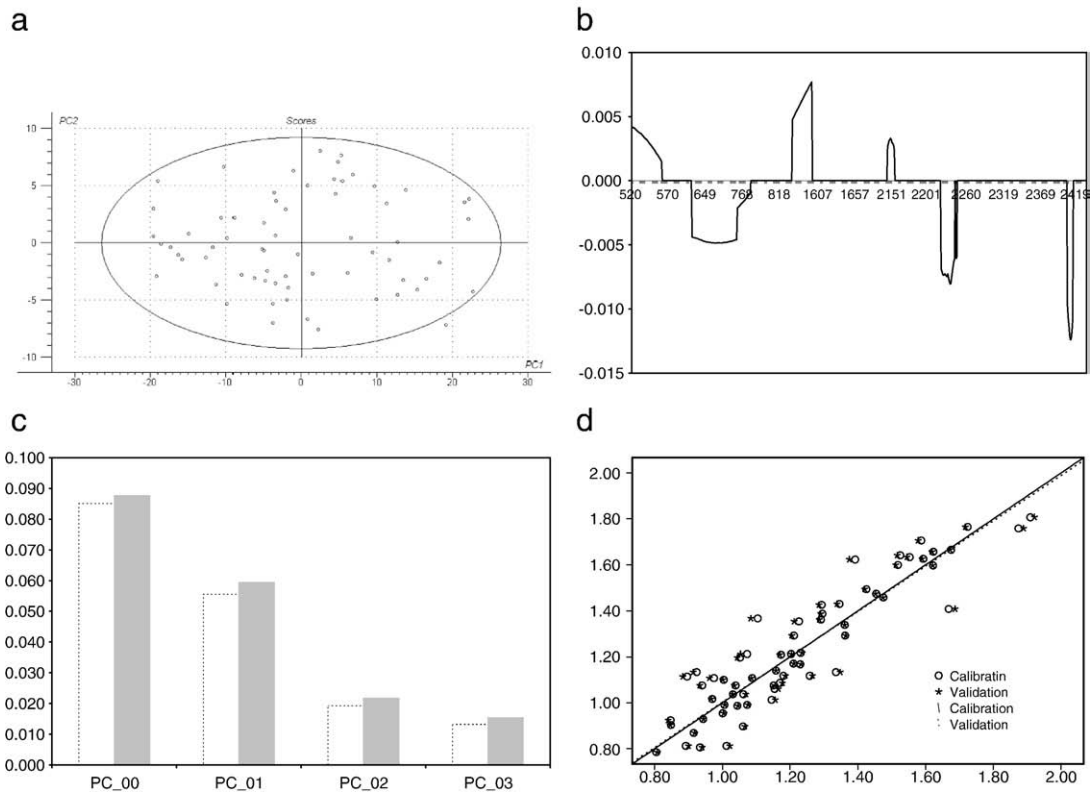 a
PC2
Scores
10
5
0
-5
-10
-30 -20 -10 0 10 20 30
PC1
b
0.010
0.005
0.000
-0.005
-0.010
-0.015
520 570 649 768 818 1607 1657 2151 2201 2260 2319 2369 2419
c
0.100
0.090
0.080
0.070
0.060
0.050
0.040
0.030
0.020
0.010
0.000
PC_00 PC_01 PC_02 PC_03
d
2.00
1.80
1.60
1.40
1.20
1.00
0.80
Calibratin
Validation
Calibration
Validation
0.80 1.00 1.20 1.40 1.60 1.80 2.00